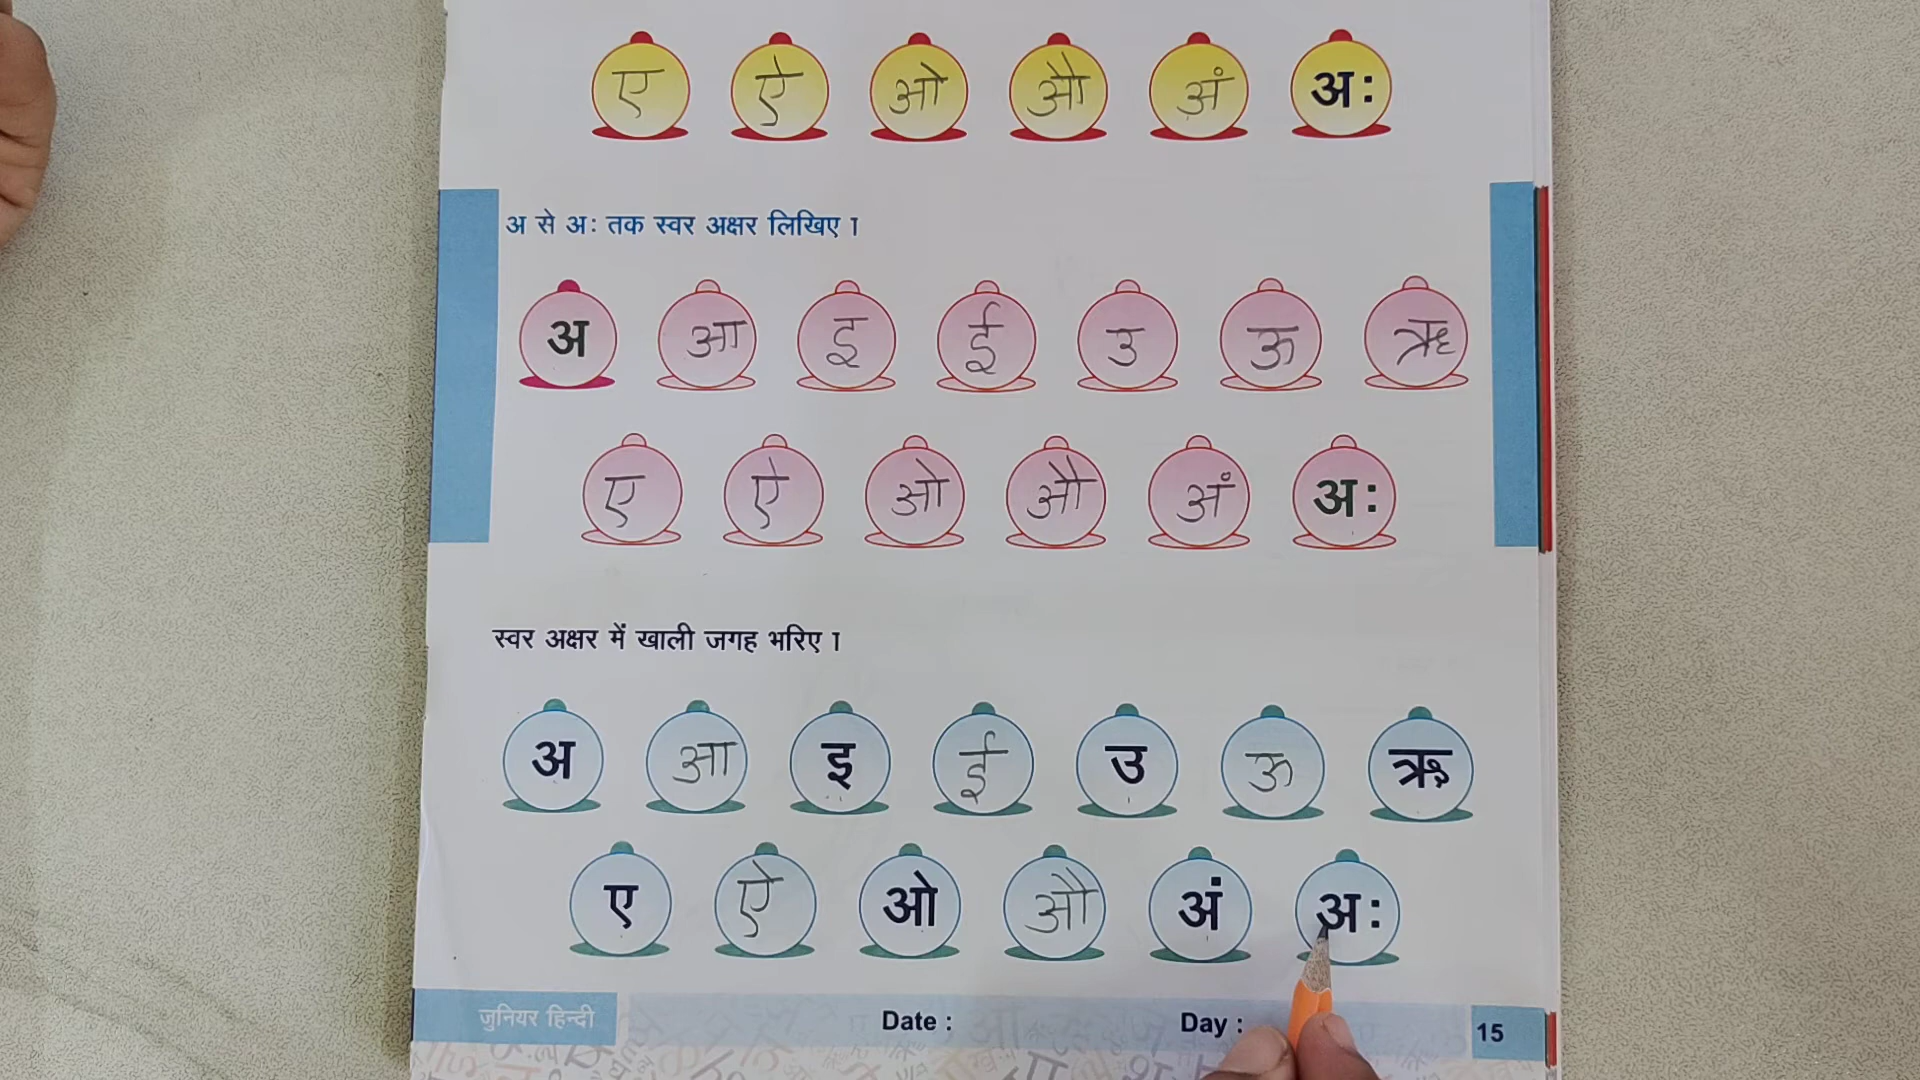 ए ऐ ओ औ अं अः
अ से अः तक स्वर अक्षर लिखिए ।
अ आ इ ई उ ऊ ऋ
ए ऐ ओ औ अं अः
स्वर अक्षर में खाली जगह भरिए ।
अ आ इ ई उ ऊ ऋ
ए ऐ ओ औ अं अः
जुनियर हिन्दी Date : Day : 15